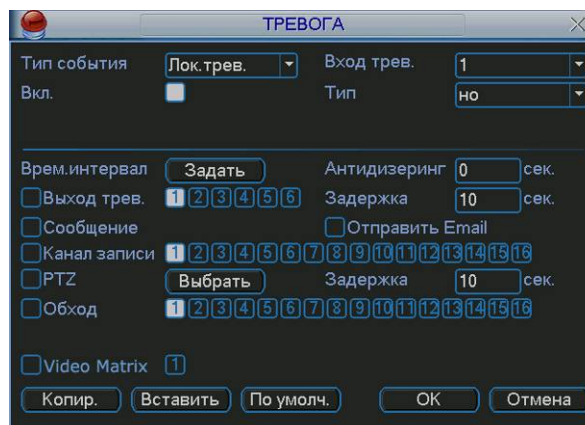 ТРЕВОГА
Тип события Лок.трев. Вход трев. 1
Вкл. Тип но
Врем.интервал Задать Антидизеринг 0 сек.
Выход трев. 1 2 3 4 5 6 Задержка 10 сек.
Сообщение Отправить Email
Канал записи 1 2 3 4 5 6 7 8 9 10 11 12 13 14 15 16
PTZ Выбрать Задержка 10 сек.
Обход 1 2 3 4 5 6 7 8 9 10 11 12 13 14 15 16
Video Matrix 1
Копир. Вставить По умолч. ОК Отмена